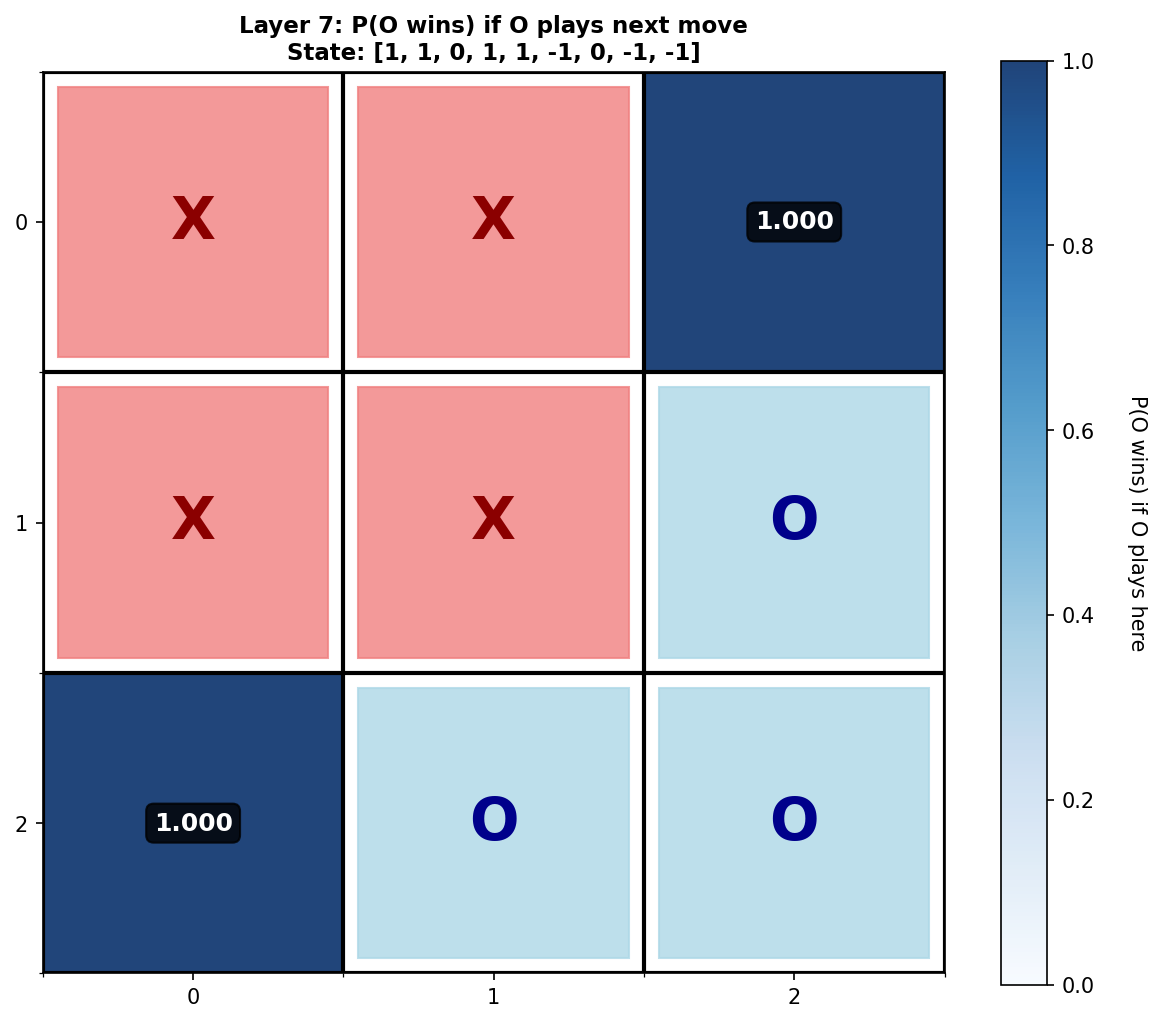 Layer 7: P(O wins) if O plays next move
State: [1, 1, 0, 1, 1, -1, 0, -1, -1]
0
X
X
1.000
1
X
X
O
2
1.000
O
O
0
1
2
1.0
0.8
0.6
0.4
0.2
0.0
P(O wins) if O plays here